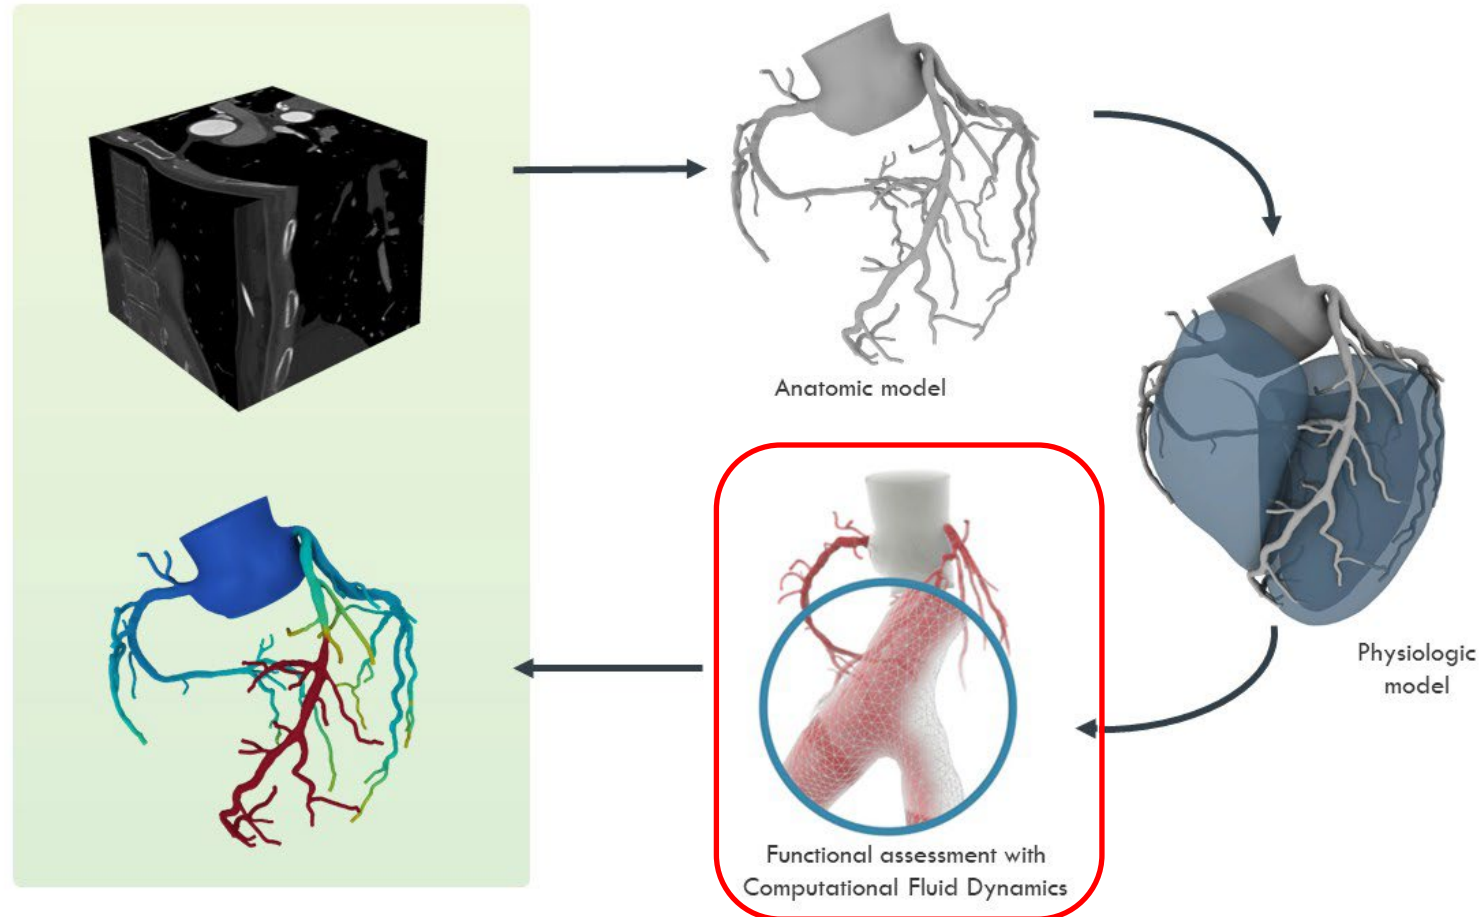 Anatomic model
Physiologic
model
Functional assessment with
Computational Fluid Dynamics